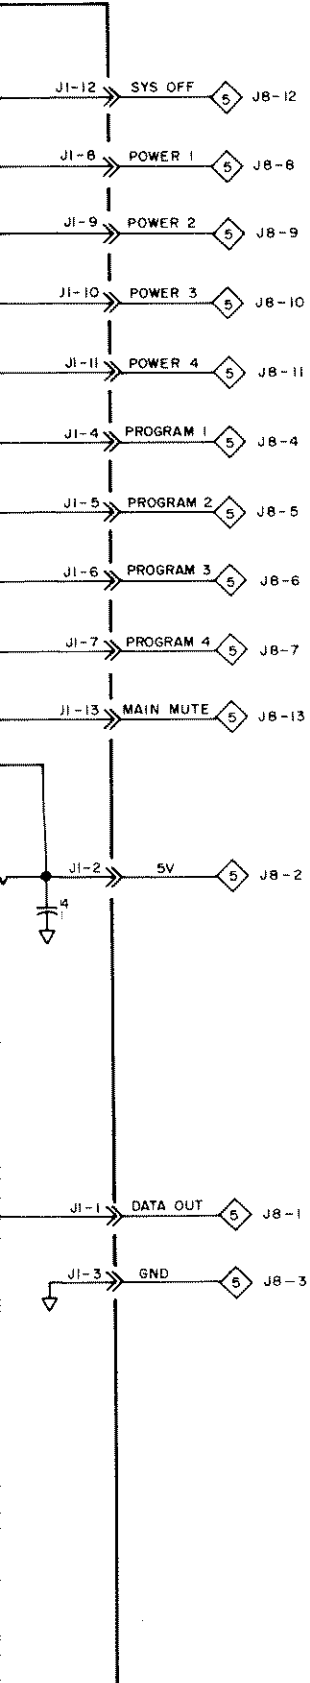 J1-12 SYS OFF 5 J8-12
J1-8 POWER 1 5 J8-8
J1-9 POWER 2 5 J8-9
J1-10 POWER 3 5 J8-10
J1-11 POWER 4 5 J8-11
J1-4 PROGRAM 1 5 J8-4
J1-5 PROGRAM 2 5 J8-5
J1-6 PROGRAM 3 5 J8-6
J1-7 PROGRAM 4 5 J8-7
J1-13 MAIN MUTE 5 J8-13
J1-2 5V 5 J8-2
J1-1 DATA OUT 5 J8-1
J1-3 GND 5 J8-3